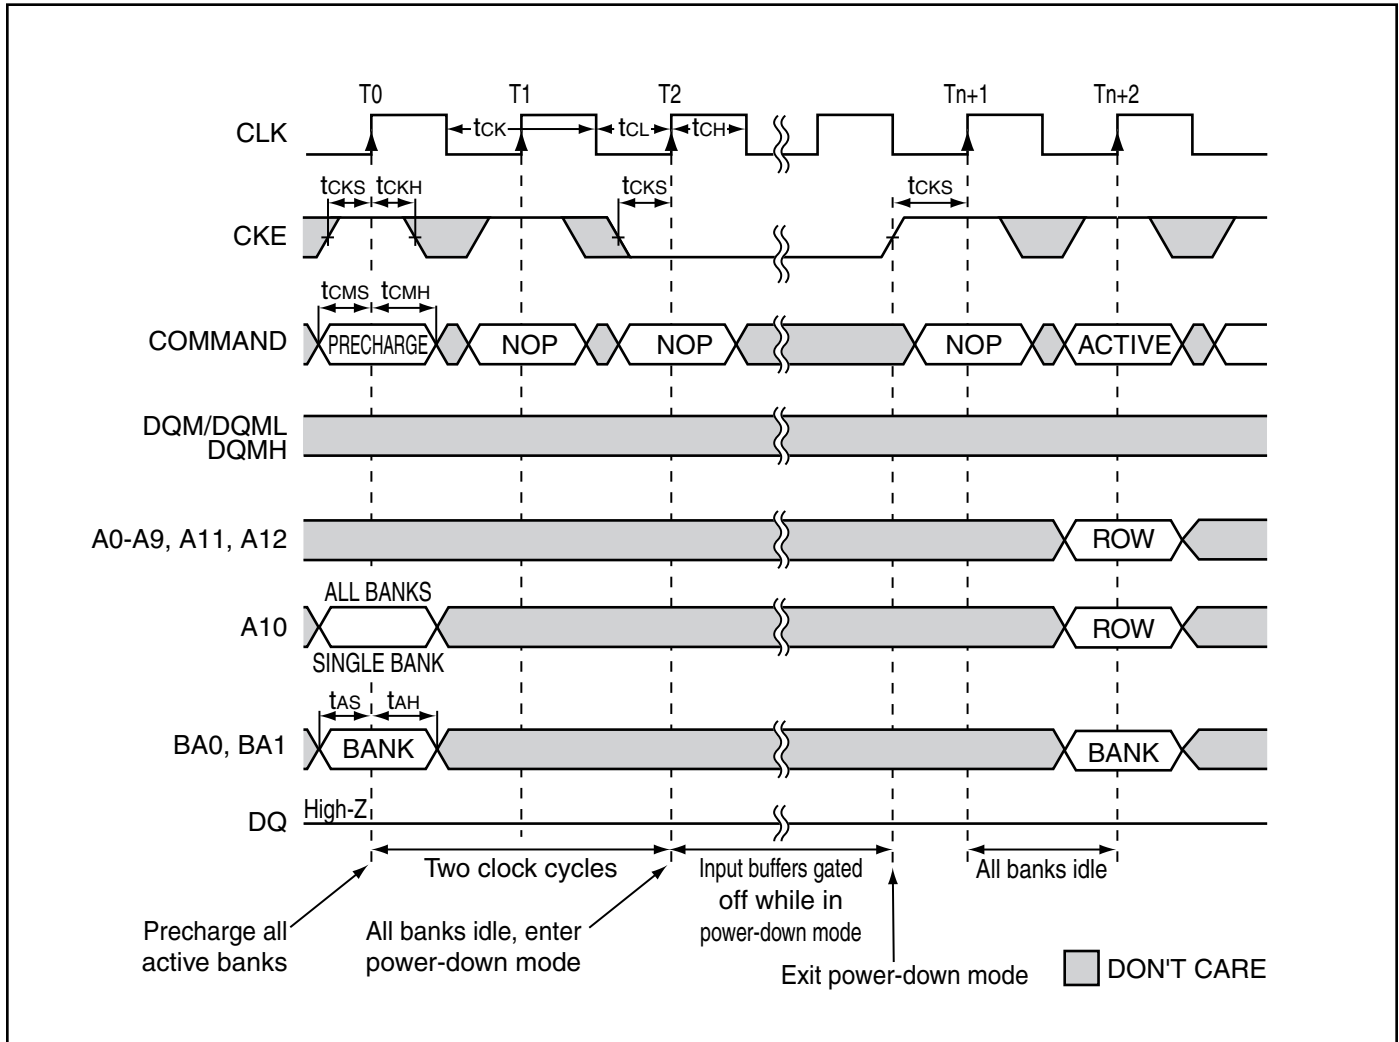 T0 T1 T2 Tn+1 Tn+2
CLK tCK tCL tCH
tCKS tCKH tCKS tCKS
CKE
tCMS tCMH
COMMAND PRECHARGE NOP NOP NOP ACTIVE
DQM/DQML
DQMH
A0-A9, A11, A12 ROW
ALL BANKS
A10 ROW
SINGLE BANK
tAS tAH
BA0, BA1 BANK BANK
DQ High-Z
Two clock cycles
Input buffers gated
off while in
power-down mode
All banks idle
Precharge all
active banks
All banks idle, enter
power-down mode
Exit power-down mode
DON'T CARE